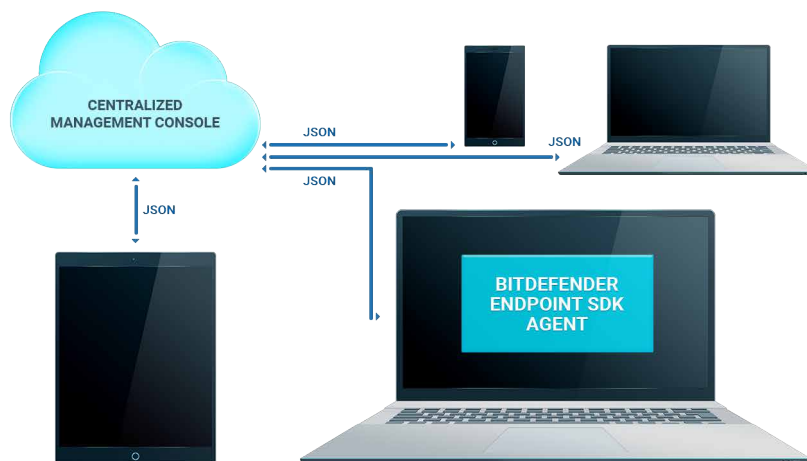 CENTRALIZED
MANAGEMENT CONSOLE
JSON
JSON
JSON
JSON
BITDEFENDER
ENDPOINT SDK
AGENT